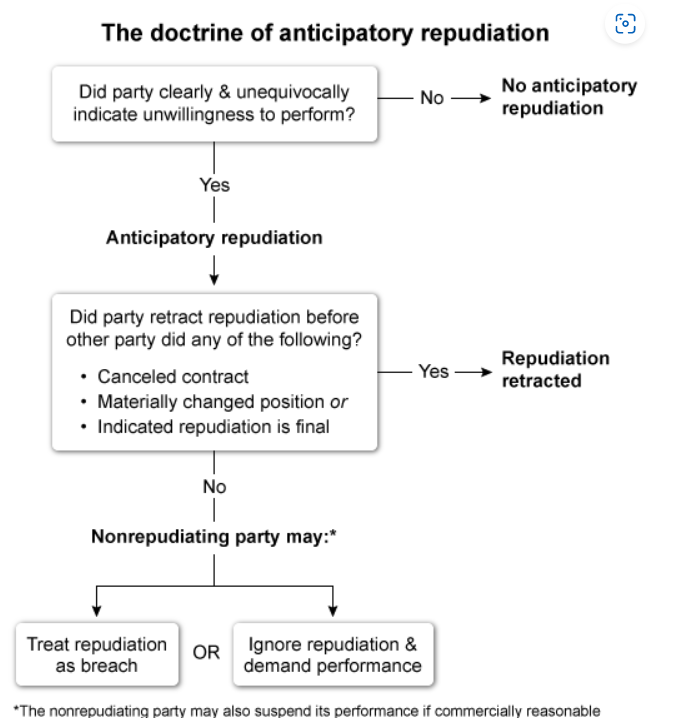 The doctrine of anticipatory repudiation
Did party clearly & unequivocally
indicate unwillingness to perform?
No
No anticipatory
repudiation
Yes
Anticipatory repudiation
Did party retract repudiation before
other party did any of the following?
• Canceled contract
• Materially changed position or
• Indicated repudiation is final
Yes
Repudiation
retracted
No
Nonrepudiating party may:*
Treat repudiation
as breach
OR
Ignore repudiation &
demand performance
*The nonrepudiating party may also suspend its performance if commercially reasonable